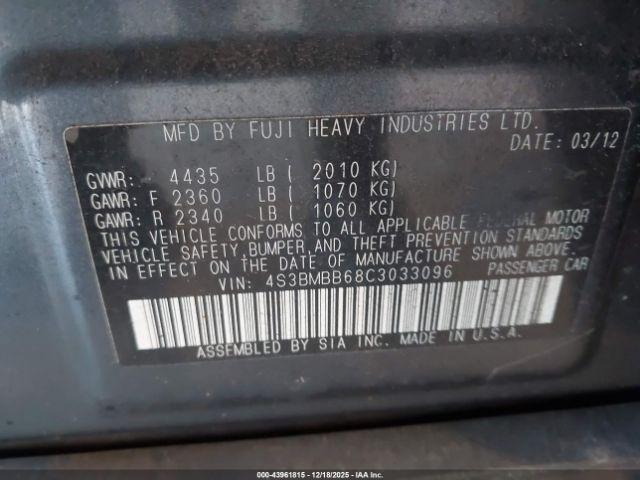 MFD BY FUJI HEAVY INDUSTRIES LTD.
DATE: 03/12
GVWR: 4435 LB ( 2010 KG)
GAWR: F 2360 LB ( 1070 KG)
GAWR: R 2340 LB ( 1060 KG)
THIS VEHICLE CONFORMS TO ALL APPLICABLE FEDERAL MOTOR
VEHICLE SAFETY, BUMPER, AND THEFT PREVENTION STANDARDS
IN EFFECT ON THE DATE OF MANUFACTURE SHOWN ABOVE.
VIN: 4S3BMBB68C3033096 PASSENGER CAR
ASSEMBLED BY SIA INC. MADE IN U.S.A.
000-43961815 - 12/18/2025 - IAAI.com